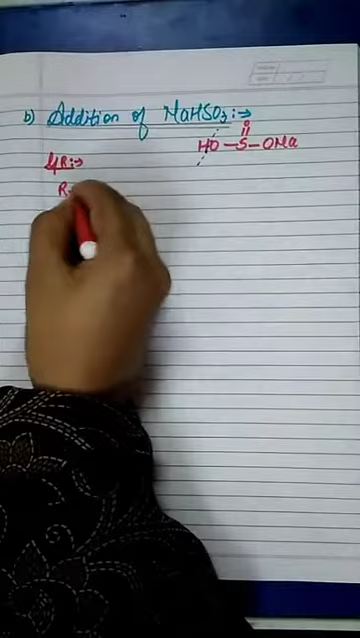 b) Addition of NaHSO3 :→
O
HO—S—ONa
GR:→
R-